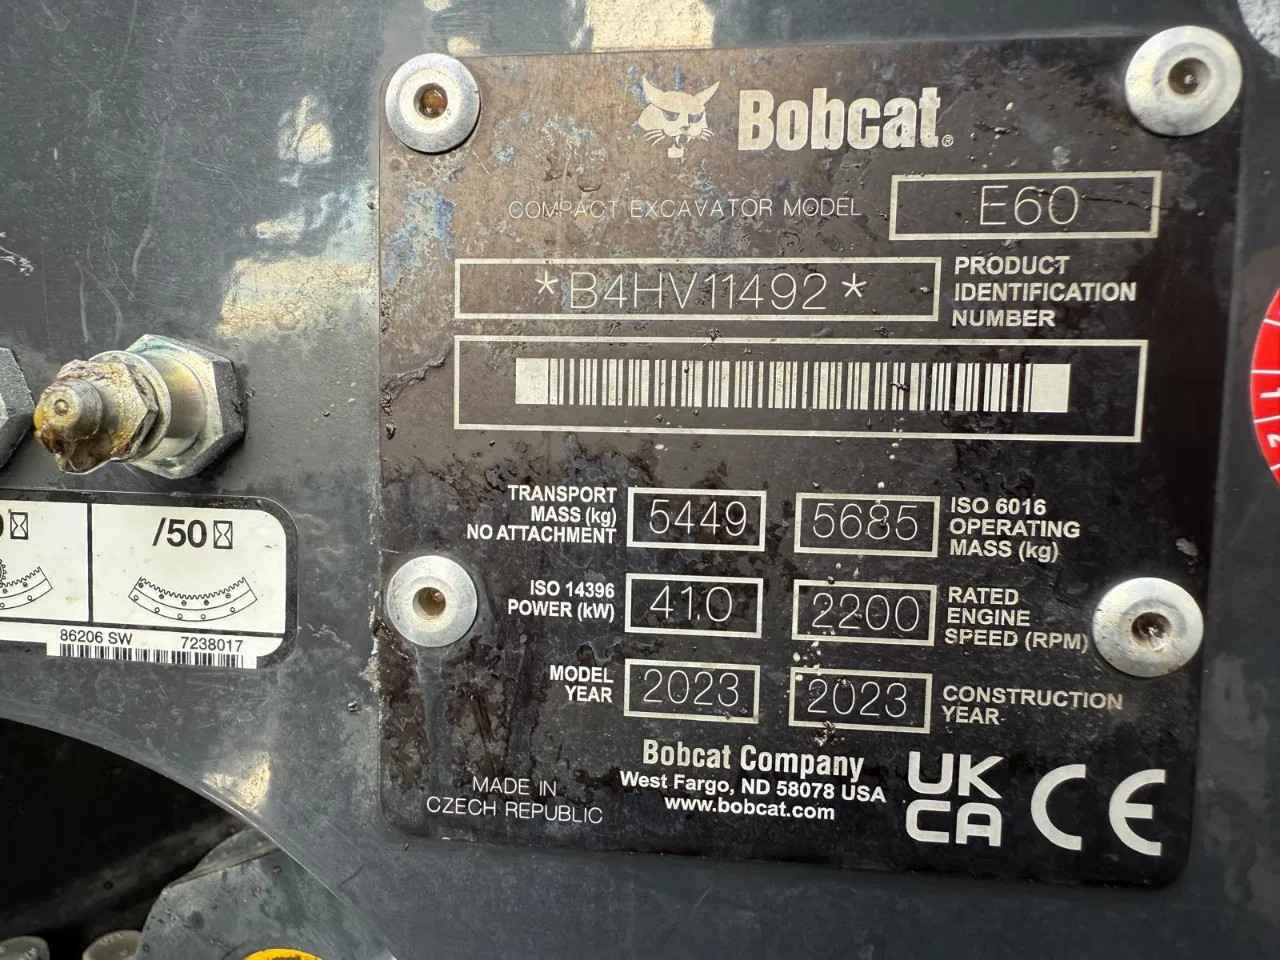 Bobcat®
COMPACT EXCAVATOR MODEL E60
*B4HV11492*
PRODUCT
IDENTIFICATION
NUMBER
TRANSPORT
MASS (kg)
NO ATTACHMENT
5449
5685
ISO 6016
OPERATING
MASS (kg)
ISO 14396
POWER (kW)
41.0
2200
RATED
ENGINE
SPEED (RPM)
MODEL
YEAR
2023
2023
CONSTRUCTION
YEAR
MADE IN
CZECH REPUBLIC
Bobcat Company
West Fargo, ND 58078 USA
www.bobcat.com
UK
CA
CE
/50
86206 SW 7238017